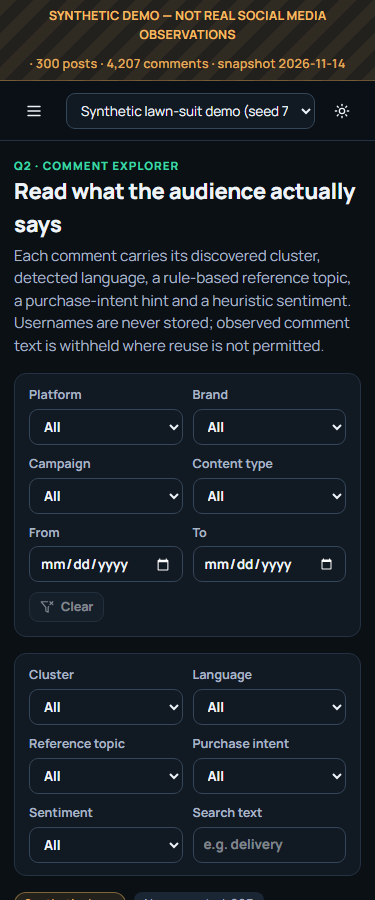 SYNTHETIC DEMO — NOT REAL SOCIAL MEDIA
OBSERVATIONS
· 300 posts · 4,207 comments · snapshot 2026-11-14
Synthetic lawn-suit demo (seed 7
Q2 · COMMENT EXPLORER
Read what the audience actually
says
Each comment carries its discovered cluster,
detected language, a rule-based reference topic,
a purchase-intent hint and a heuristic sentiment.
Usernames are never stored; observed comment
text is withheld where reuse is not permitted.
Platform Brand
All All
Campaign Content type
All All
From To
mm/dd/yyyy mm/dd/yyyy
Clear
Cluster Language
All All
Reference topic Purchase intent
All All
Sentiment Search text
All e.g. delivery